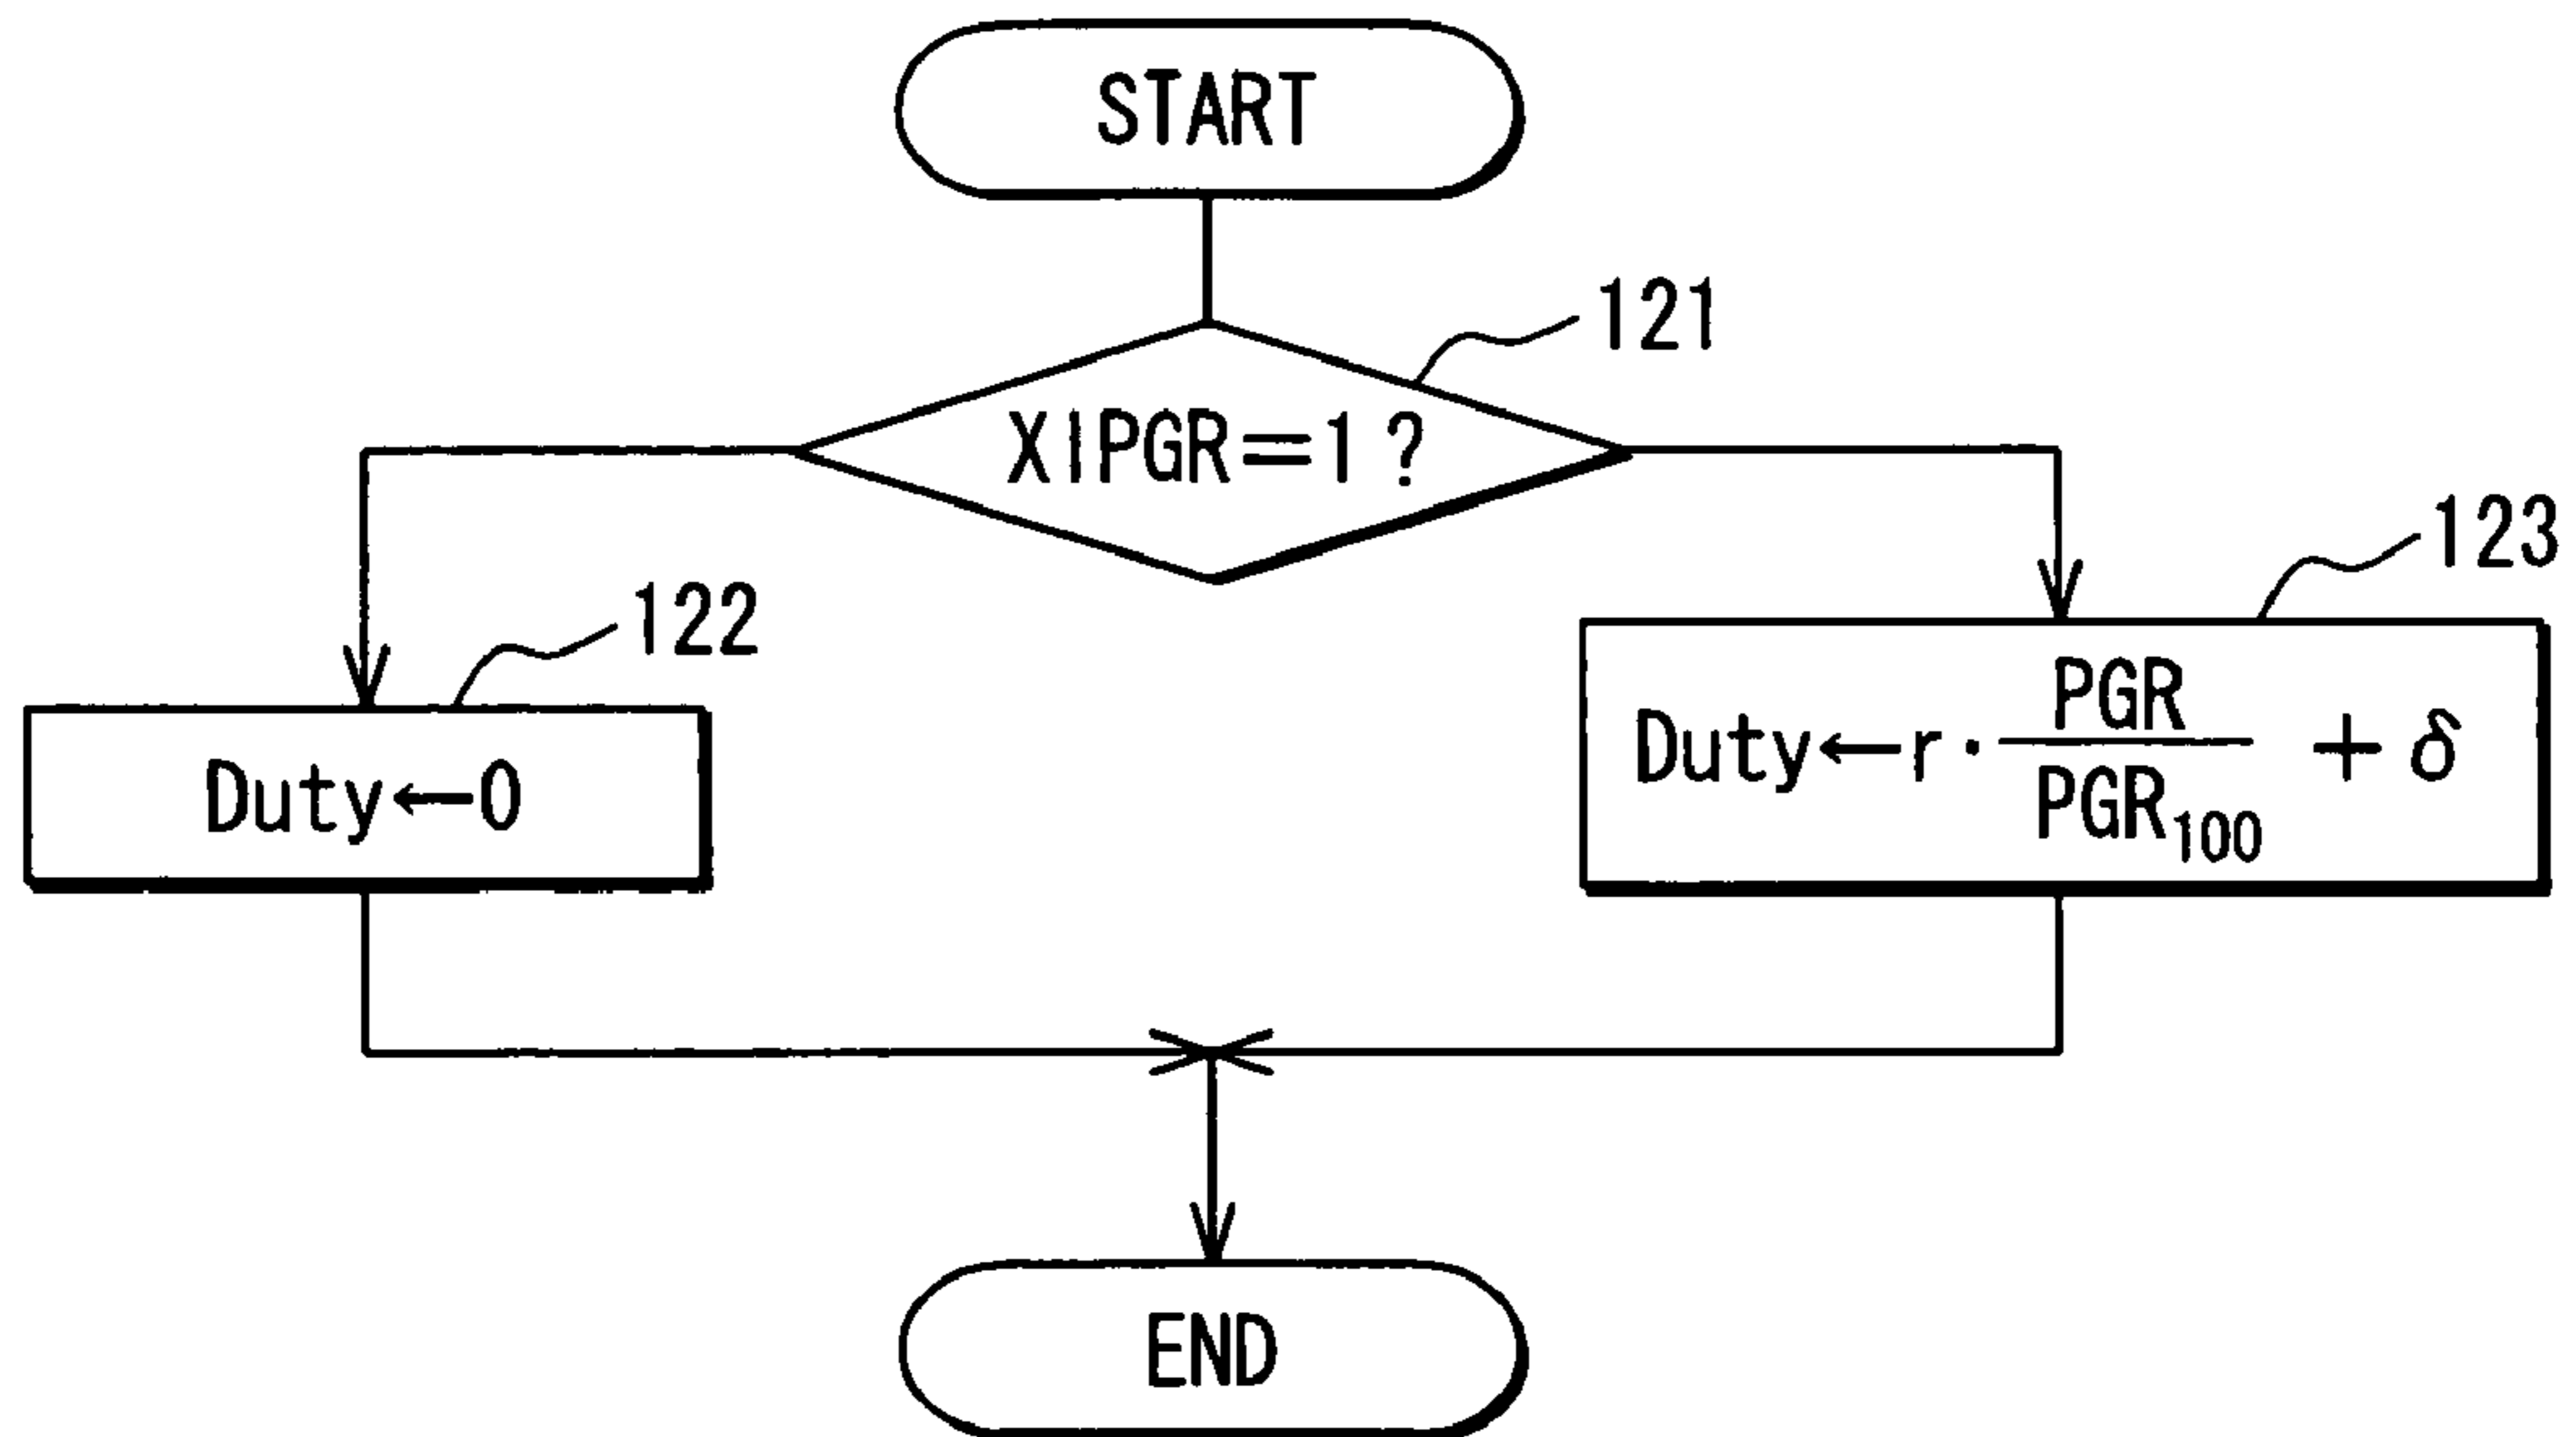 START
121
XIPGR=1?
123
122
Duty←r·PGR/PGR₁₀₀ + δ
Duty←0
END